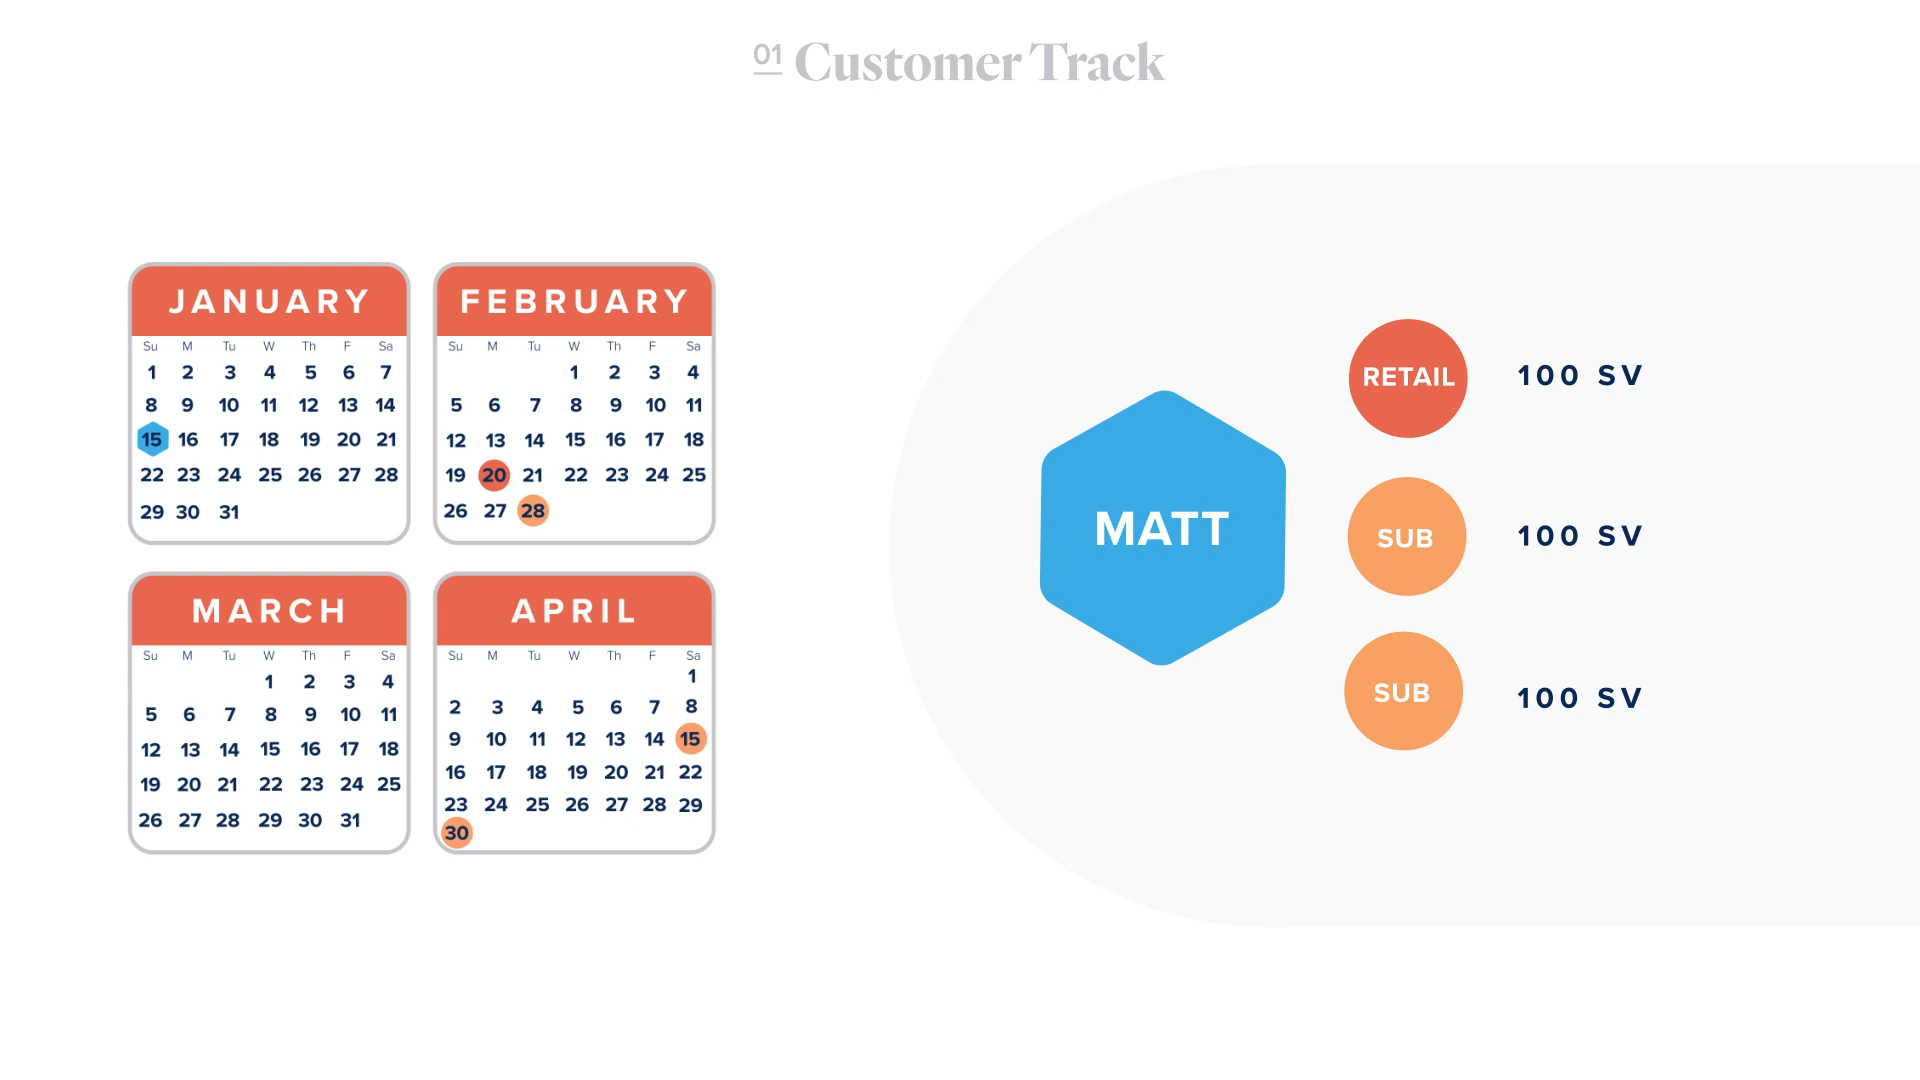 01 Customer Track
JANUARY
Su M Tu W Th F Sa
1 2 3 4 5 6 7
8 9 10 11 12 13 14
15 16 17 18 19 20 21
22 23 24 25 26 27 28
29 30 31
FEBRUARY
Su M Tu W Th F Sa
1 2 3 4
5 6 7 8 9 10 11
12 13 14 15 16 17 18
19 20 21 22 23 24 25
26 27 28
MARCH
Su M Tu W Th F Sa
1 2 3 4
5 6 7 8 9 10 11
12 13 14 15 16 17 18
19 20 21 22 23 24 25
26 27 28 29 30 31
APRIL
Su M Tu W Th F Sa
1
2 3 4 5 6 7 8
9 10 11 12 13 14 15
16 17 18 19 20 21 22
23 24 25 26 27 28 29
30
MATT
RETAIL 100 SV
SUB 100 SV
SUB 100 SV